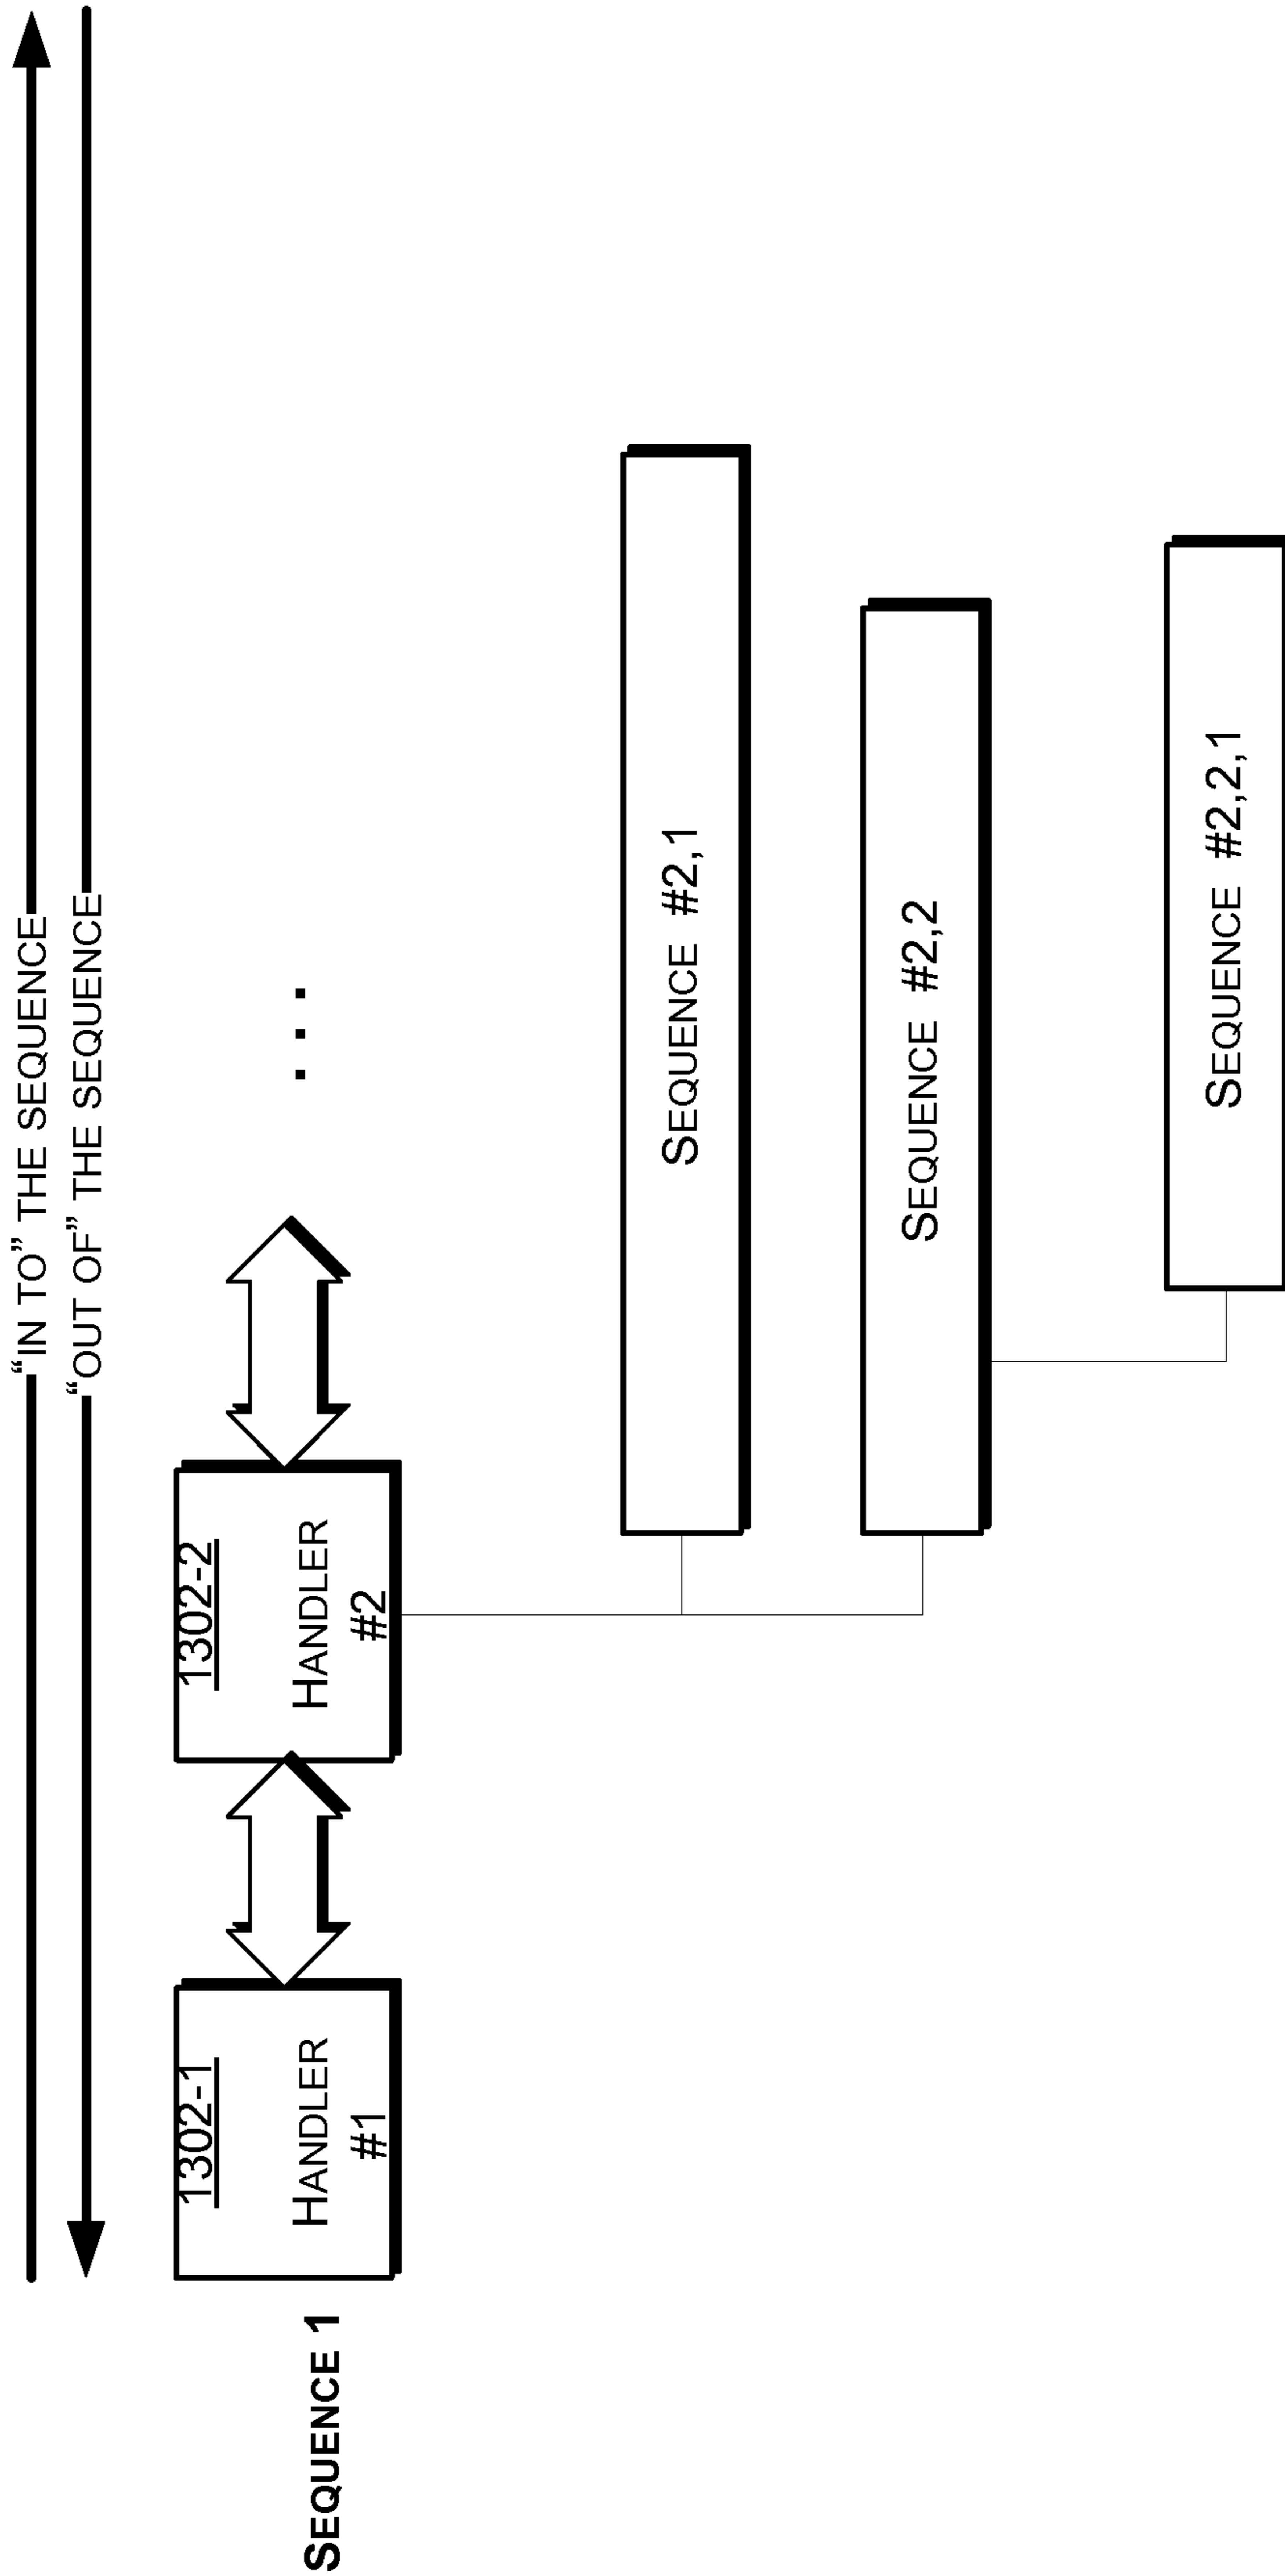 “IN TO” THE SEQUENCE
“OUT OF” THE SEQUENCE
SEQUENCE 1
1302-1
HANDLER
#1
1302-2
HANDLER
#2
. . .
SEQUENCE #2,1
SEQUENCE #2,2
SEQUENCE #2,2,1